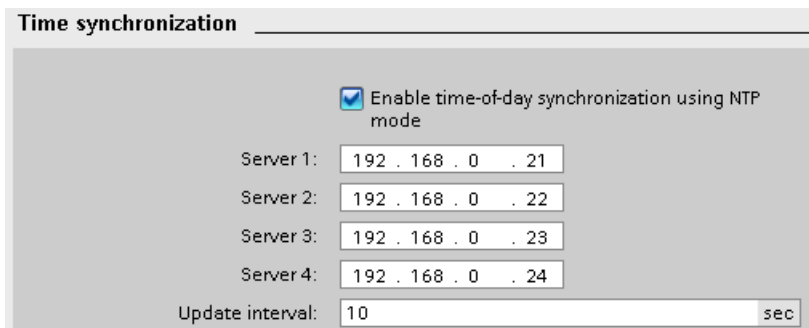 Time synchronization
Enable time-of-day synchronization using NTP
mode
Server 1: 192 . 168 . 0 . 21
Server 2: 192 . 168 . 0 . 22
Server 3: 192 . 168 . 0 . 23
Server 4: 192 . 168 . 0 . 24
Update interval: 10 sec